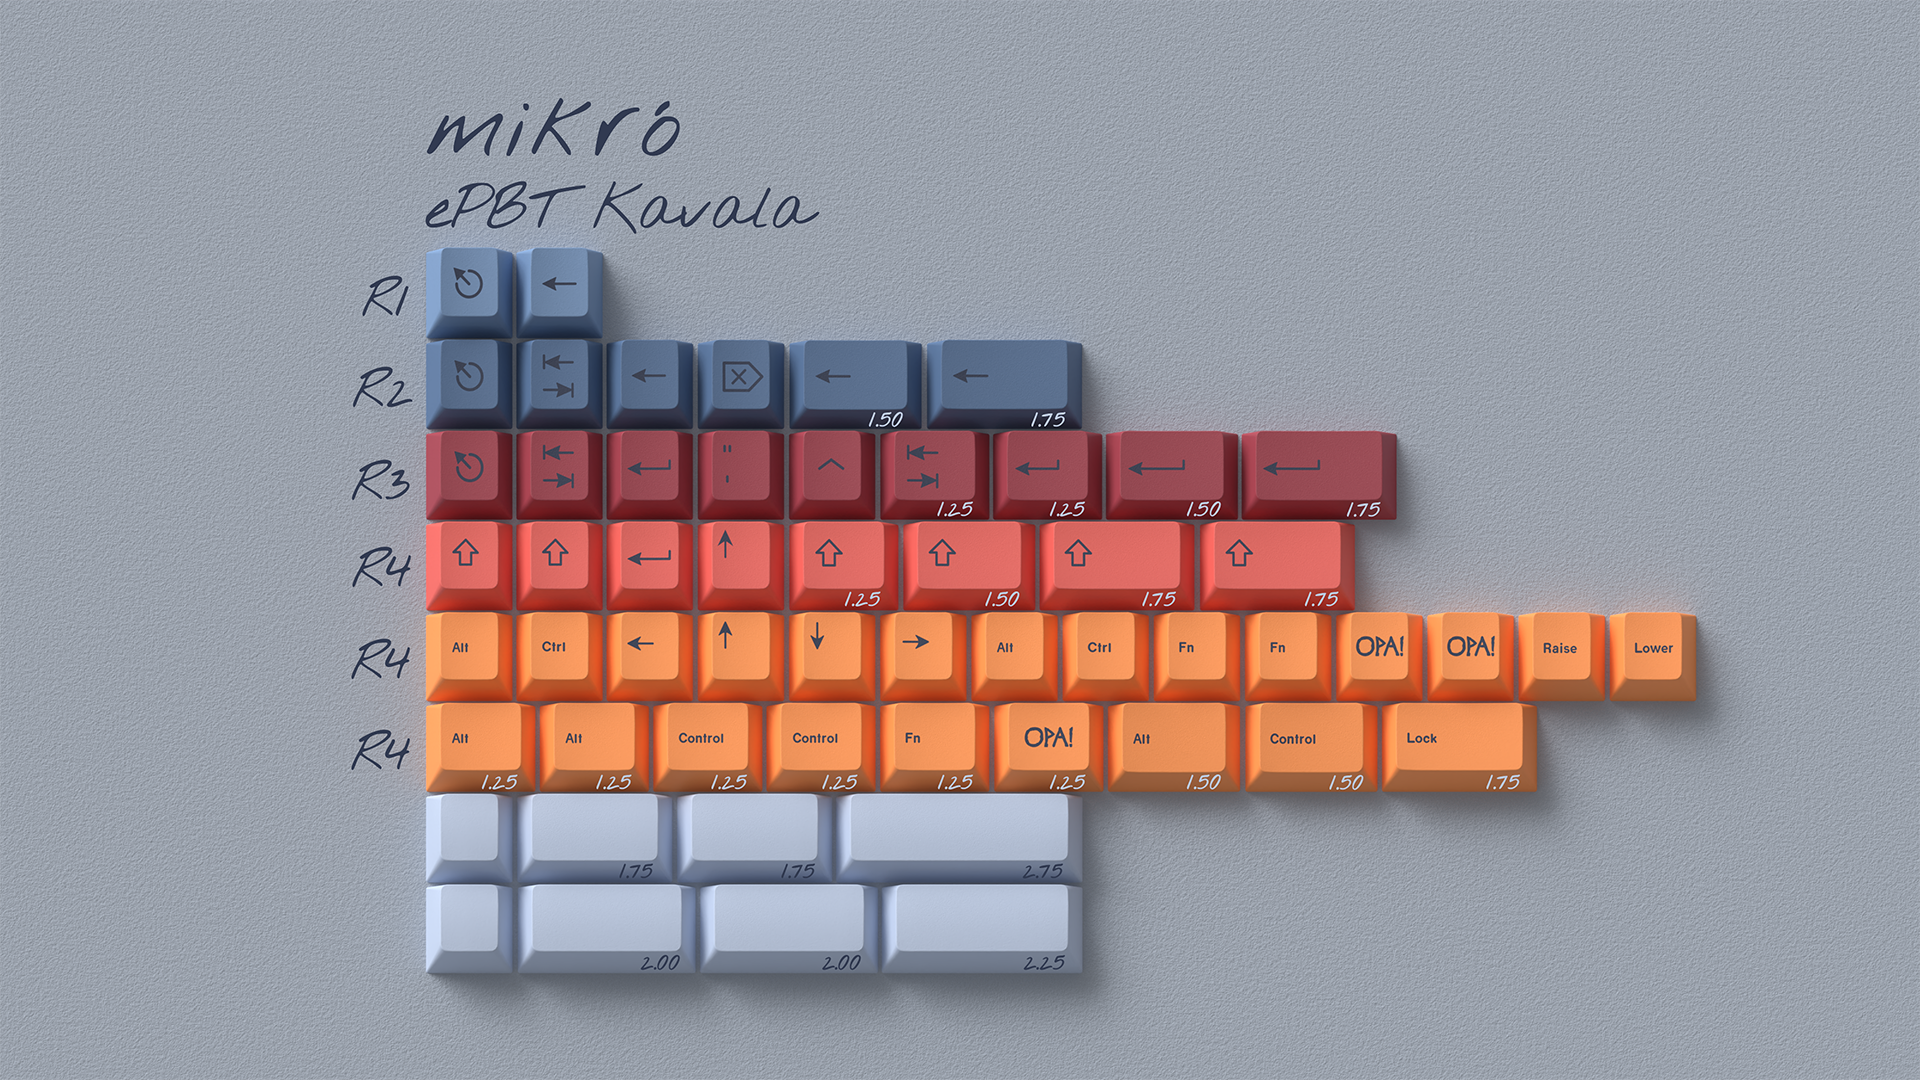 mikró
ePBT Kavala
R1
R2
1.50 1.75
R3 " '
1.25 1.25 1.50 1.75
R4
1.25 1.50 1.75 1.75
R4 Alt Ctrl Alt Ctrl Fn Fn OPA! OPA! Raise Lower
R4 Alt Alt Control Control Fn OPA! Alt Control Lock
1.25 1.25 1.25 1.25 1.25 1.25 1.50 1.50 1.75
1.75 1.75 2.75
2.00 2.00 2.25